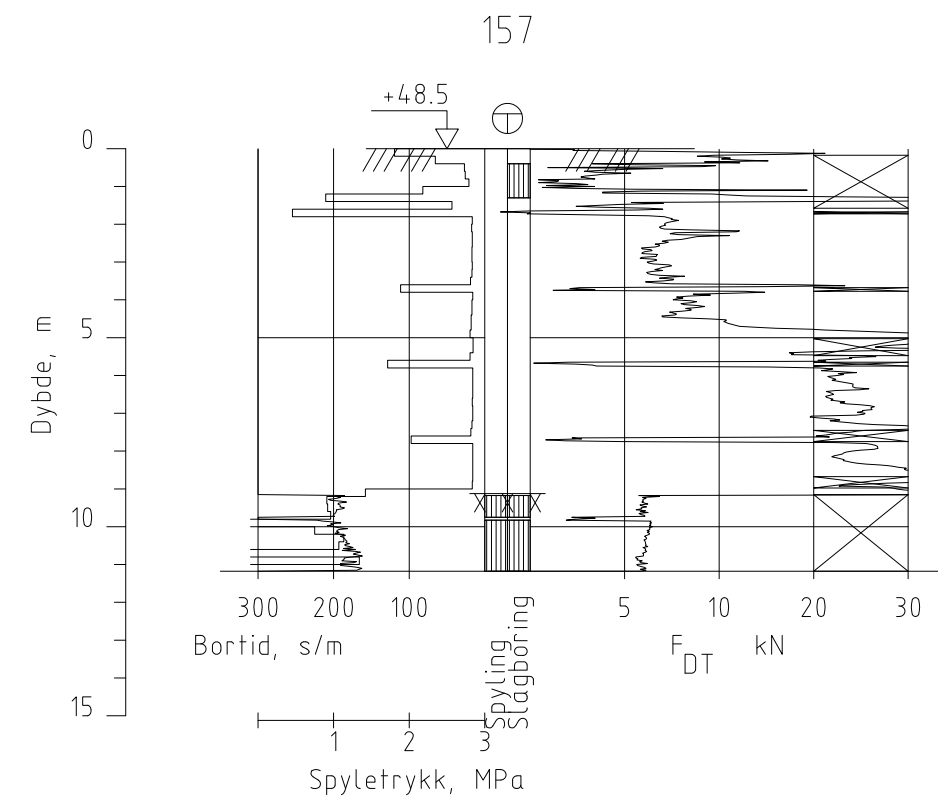 157
+48.5
0
5
10
15
Dybde, m
300 200 100
5 10 20 30
Bortid, s/m
F DT kN
Spyling
Slagboring
1 2 3
Spyletrykk, MPa